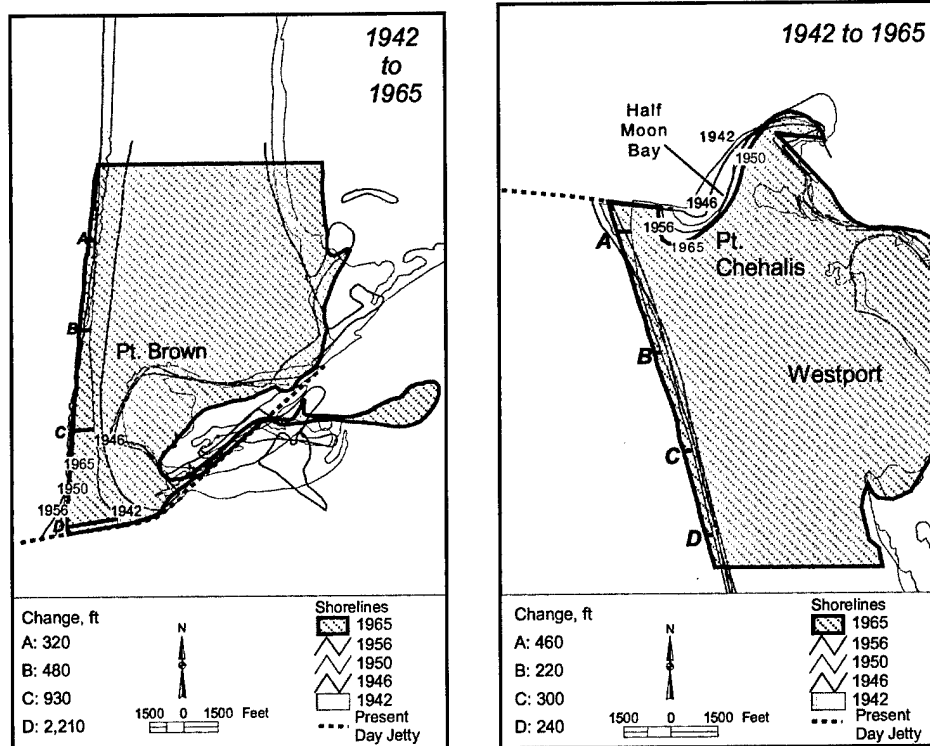 1942
to
1965
A
B
Pt. Brown
C
1946
1965
1950
1956
1942
D
Change, ft
A: 320
B: 480
C: 930
D: 2,210
N
1500 0 1500 Feet
Shorelines
1965
1956
1950
1946
1942
Present
Day Jetty
1942 to 1965
Half
Moon
Bay
1942
1950
1946
1956
1965
A
Pt.
Chehalis
B
Westport
C
D
Change, ft
A: 460
B: 220
C: 300
D: 240
N
1500 0 1500 Feet
Shorelines
1965
1956
1950
1946
1942
Present
Day Jetty